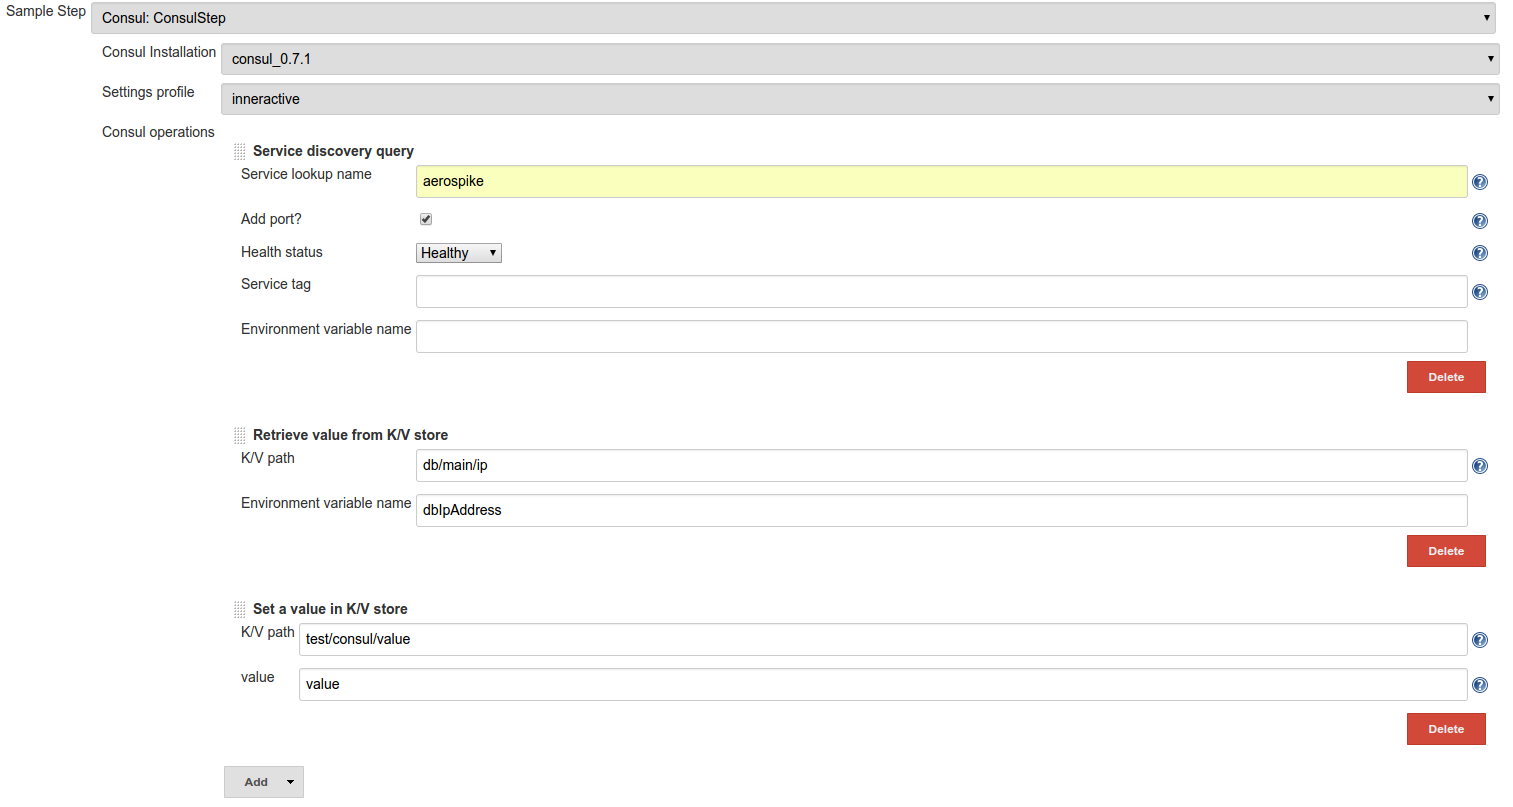 Sample Step Consul: ConsulStep
Consul Installation consul_0.7.1
Settings profile inneractive
Consul operations
Service discovery query
Service lookup name aerospike
Add port?
Health status Healthy
Service tag
Environment variable name
Delete
Retrieve value from K/V store
K/V path db/main/ip
Environment variable name dbIpAddress
Delete
Set a value in K/V store
K/V path test/consul/value
value value
Delete
Add